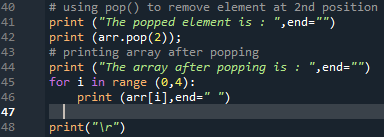 40 # using pop() to remove element at 2nd position
41 print ("The popped element is : ",end="")
42 print (arr.pop(2));
43 # printing array after popping
44 print ("The array after popping is : ",end="")
45 for i in range (0,4):
46 print (arr[i],end=" ")
47
48 print("\r")